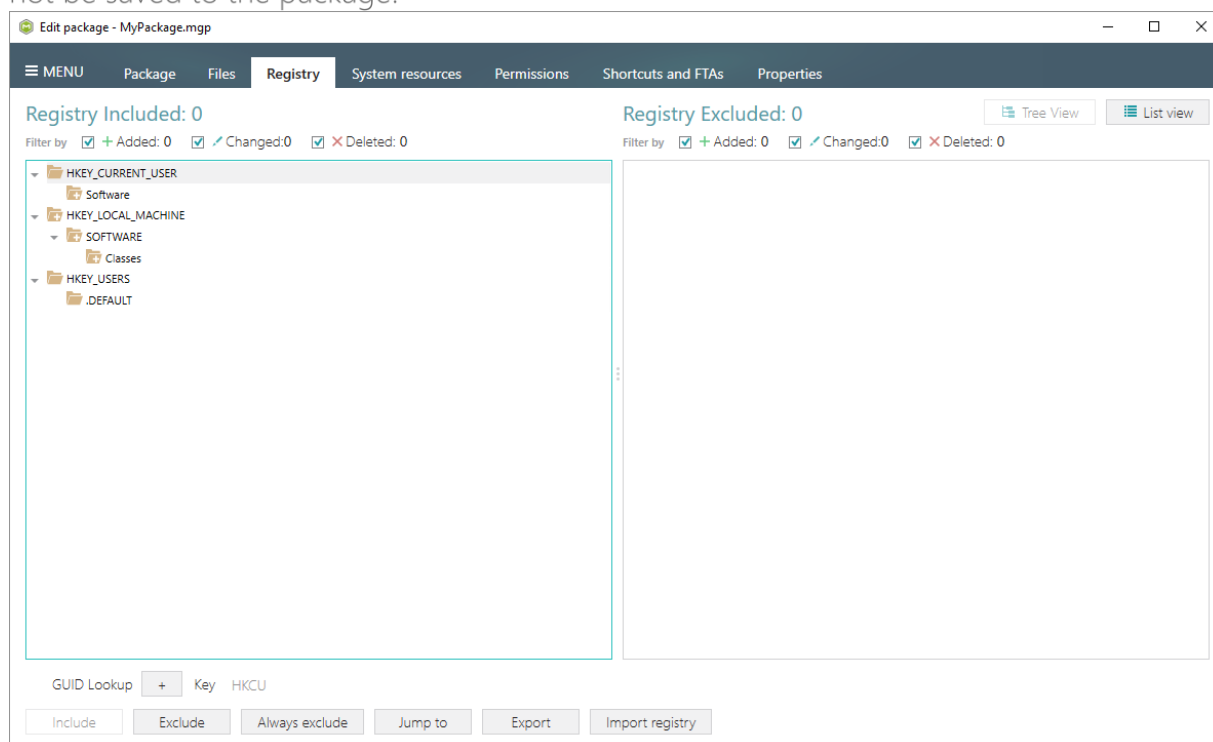 not be saved to the package.
Edit package - MyPackage.mgp
MENU Package Files Registry System resources Permissions Shortcuts and FTAs Properties
Registry Included: 0 Registry Excluded: 0 Tree View List view
Filter by + Added: 0 Changed:0 Deleted: 0 Filter by + Added: 0 Changed:0 Deleted: 0
HKEY_CURRENT_USER
Software
HKEY_LOCAL_MACHINE
SOFTWARE
Classes
HKEY_USERS
.DEFAULT
GUID Lookup + Key HKCU
Include Exclude Always exclude Jump to Export Import registry